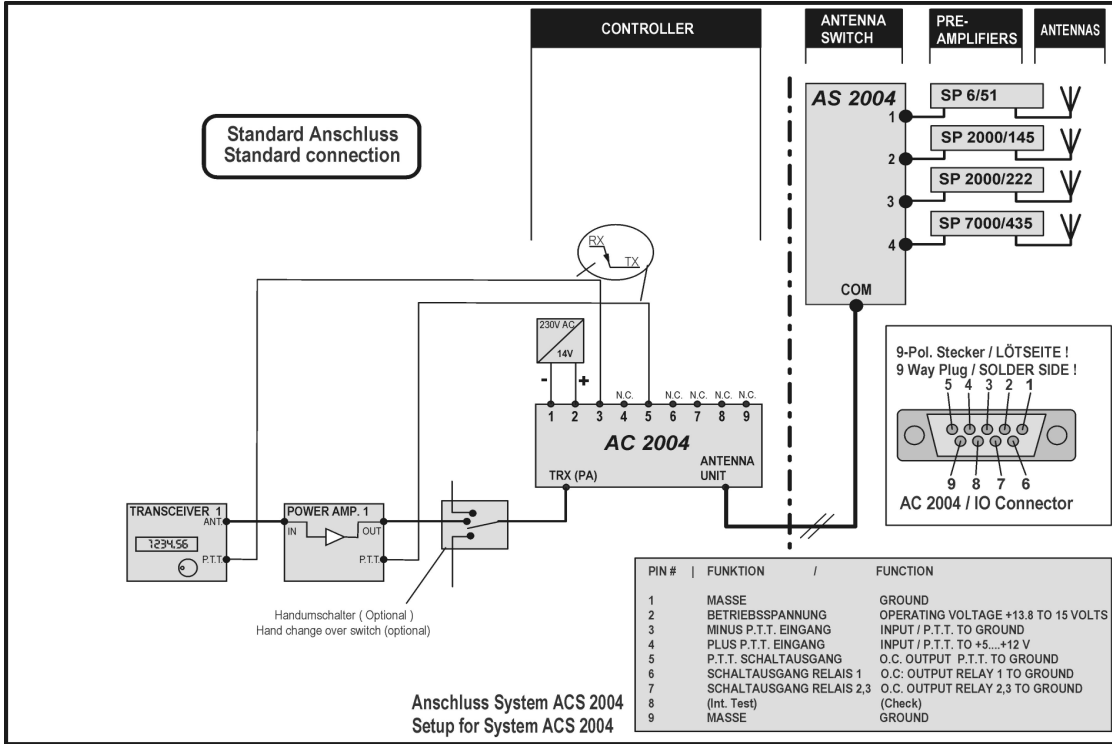 CONTROLLER
ANTENNA SWITCH
PRE-AMPLIFIERS
ANTENNAS
Standard Anschluss
Standard connection
AS 2004
1
2
3
4
COM
SP 6/51
SP 2000/145
SP 2000/222
SP 7000/435
RX
TX
230V AC
14V
- +
N.C. N.C. N.C. N.C. N.C.
1 2 3 4 5 6 7 8 9
AC 2004
TRX (PA)
ANTENNA
UNIT
9-Pol. Stecker / LÖTSEITE !
9 Way Plug / SOLDER SIDE !
5 4 3 2 1
9 8 7 6
AC 2004 / IO Connector
TRANSCEIVER 1
ANT.
7234.56
P.T.T.
POWER AMP. 1
IN
OUT
P.T.T.
Handumschalter ( Optional )
Hand change over switch (optional)
PIN # | FUNKTION / FUNCTION
1 MASSE GROUND
2 BETRIEBSSPANNUNG OPERATING VOLTAGE +13.8 TO 15 VOLTS
3 MINUS P.T.T. EINGANG INPUT / P.T.T. TO GROUND
4 PLUS P.T.T. EINGANG INPUT / P.T.T. TO +5....+12 V
5 P.T.T. SCHALTAUSGANG O.C. OUTPUT P.T.T. TO GROUND
6 SCHALTAUSGANG RELAIS 1 O.C: OUTPUT RELAY 1 TO GROUND
7 SCHALTAUSGANG RELAIS 2,3 O.C. OUTPUT RELAY 2,3 TO GROUND
8 (Int. Test) (Check)
9 MASSE GROUND
Anschluss System ACS 2004
Setup for System ACS 2004